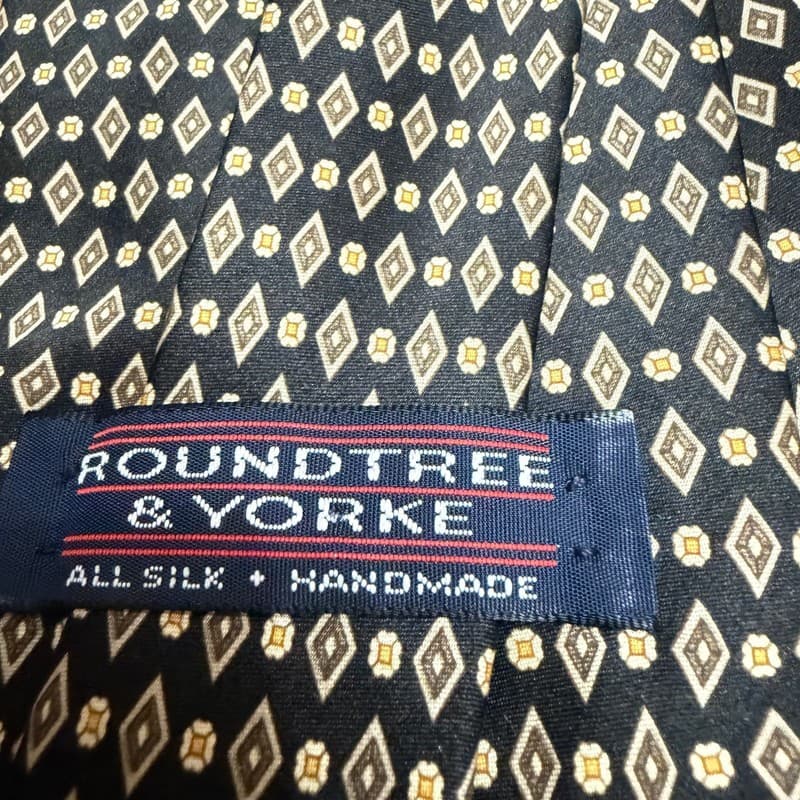 ROUNDTREE
& YORKE
ALL SILK + HANDMADE